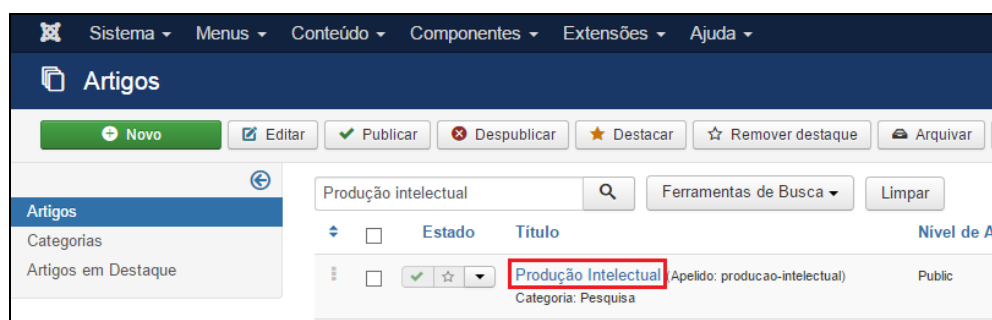 Sistema Menus Conteúdo Componentes Extensões Ajuda
Artigos
Novo Editar Publicar Despublicar Destacar Remover destaque Arquivar
Produção intelectual Ferramentas de Busca Limpar
Artigos
Categorias
Artigos em Destaque
Estado Título Nível de A
Produção Intelectual (Apelido: producao-intelectual) Public
Categoria: Pesquisa